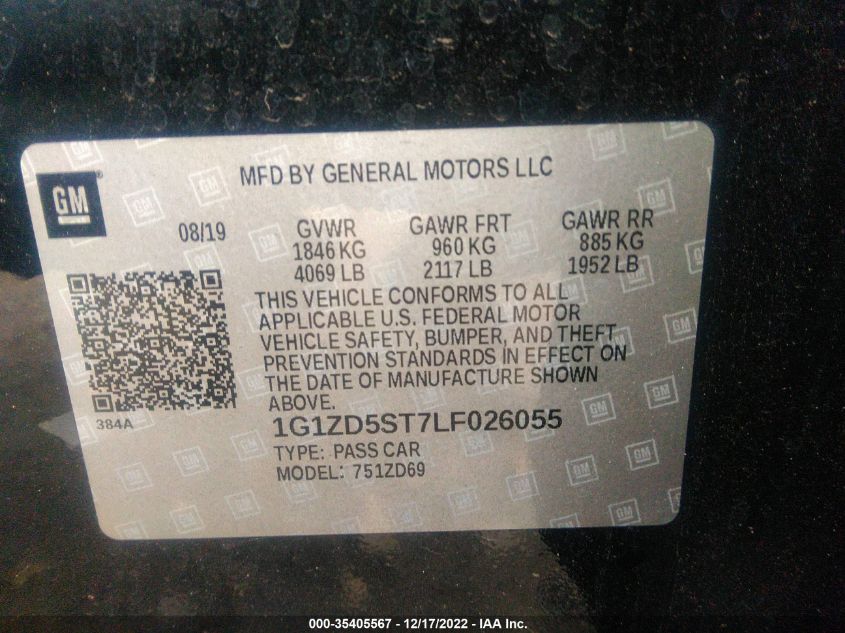 MFD BY GENERAL MOTORS LLC
GM
®
08/19
GVWR
1846 KG
4069 LB
GAWR FRT
960 KG
2117 LB
GAWR RR
885 KG
1952 LB
THIS VEHICLE CONFORMS TO ALL
APPLICABLE U.S. FEDERAL MOTOR
VEHICLE SAFETY, BUMPER, AND THEFT
PREVENTION STANDARDS IN EFFECT ON
THE DATE OF MANUFACTURE SHOWN
ABOVE.
384A
1G1ZD5ST7LF026055
TYPE: PASS CAR
MODEL: 751ZD69
000-35405567 - 12/17/2022 - IAA Inc.